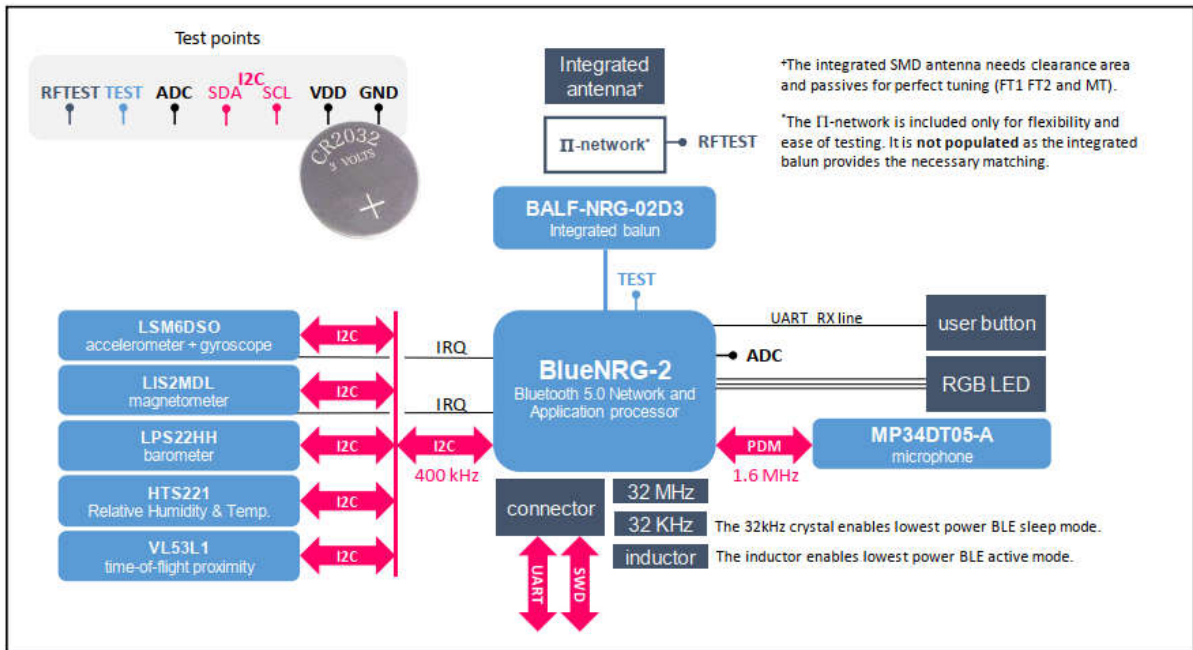 Test points
RFTEST TEST ADC SDA I2C SCL VDD GND
CR2032
3 VOLTS
+
Integrated
antenna⁺
Π-network*
RFTEST
⁺The integrated SMD antenna needs clearance area
and passives for perfect tuning (FT1 FT2 and MT).
*The Π-network is included only for flexibility and
ease of testing. It is not populated as the integrated
balun provides the necessary matching.
BALF-NRG-02D3
Integrated balun
TEST
LSM6DSO
accelerometer + gyroscope
I2C
IRQ
LIS2MDL
magnetometer
I2C
IRQ
LPS22HH
barometer
I2C
I2C
400 kHz
HTS221
Relative Humidity & Temp.
I2C
VL53L1
time-of-flight proximity
I2C
BlueNRG-2
Bluetooth 5.0 Network and
Application processor
UART RX line
user button
ADC
RGB LED
PDM
1.6 MHz
MP34DT05-A
microphone
connector
UART
SWD
32 MHz
32 KHz
The 32kHz crystal enables lowest power BLE sleep mode.
inductor
The inductor enables lowest power BLE active mode.